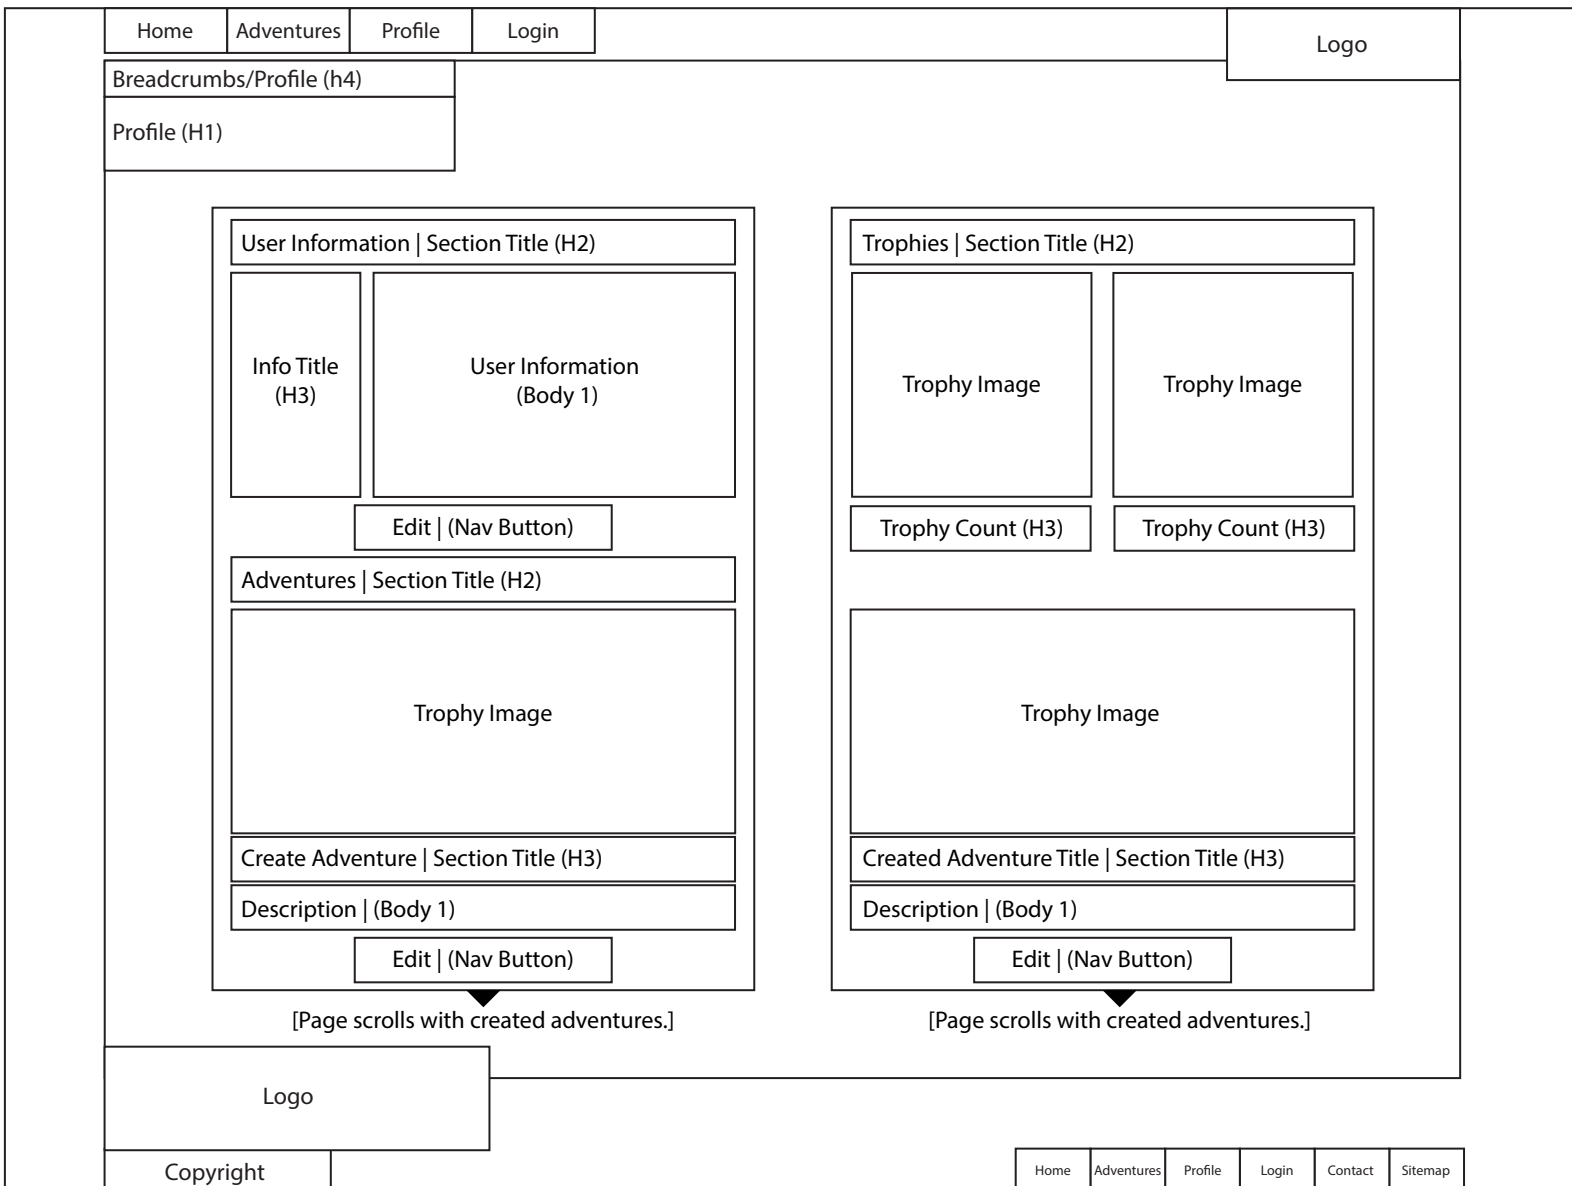 Home
Adventures
Profile
Login
Logo
Breadcrumbs/Profile (h4)
Profile (H1)
User Information | Section Title (H2)
Info Title
(H3)
User Information
(Body 1)
Edit | (Nav Button)
Adventures | Section Title (H2)
Trophy Image
Create Adventure | Section Title (H3)
Description | (Body 1)
Edit | (Nav Button)
[Page scrolls with created adventures.]
Trophies | Section Title (H2)
Trophy Image
Trophy Image
Trophy Count (H3)
Trophy Count (H3)
Trophy Image
Created Adventure Title | Section Title (H3)
Description | (Body 1)
Edit | (Nav Button)
[Page scrolls with created adventures.]
Logo
Copyright
Home
Adventures
Profile
Login
Contact
Sitemap